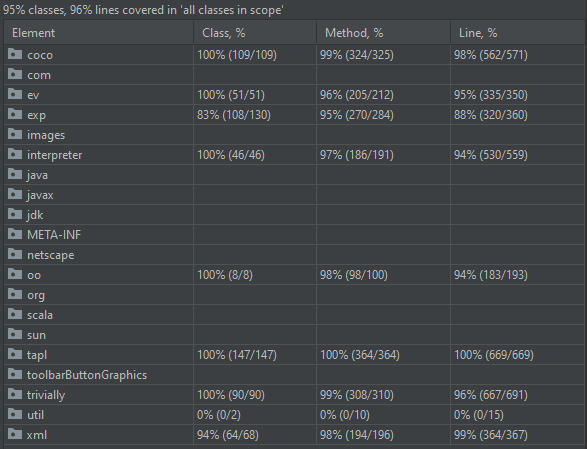 95% classes, 96% lines covered in 'all classes in scope'
Element Class, % Method, % Line, %
coco 100% (109/109) 99% (324/325) 98% (562/571)
com
ev 100% (51/51) 96% (205/212) 95% (335/350)
exp 83% (108/130) 95% (270/284) 88% (320/360)
images
interpreter 100% (46/46) 97% (186/191) 94% (530/559)
java
javax
jdk
META-INF
netscape
oo 100% (8/8) 98% (98/100) 94% (183/193)
org
scala
sun
tapl 100% (147/147) 100% (364/364) 100% (669/669)
toolbarButtonGraphics
trivially 100% (90/90) 99% (308/310) 96% (667/691)
util 0% (0/2) 0% (0/10) 0% (0/15)
xml 94% (64/68) 98% (194/196) 99% (364/367)